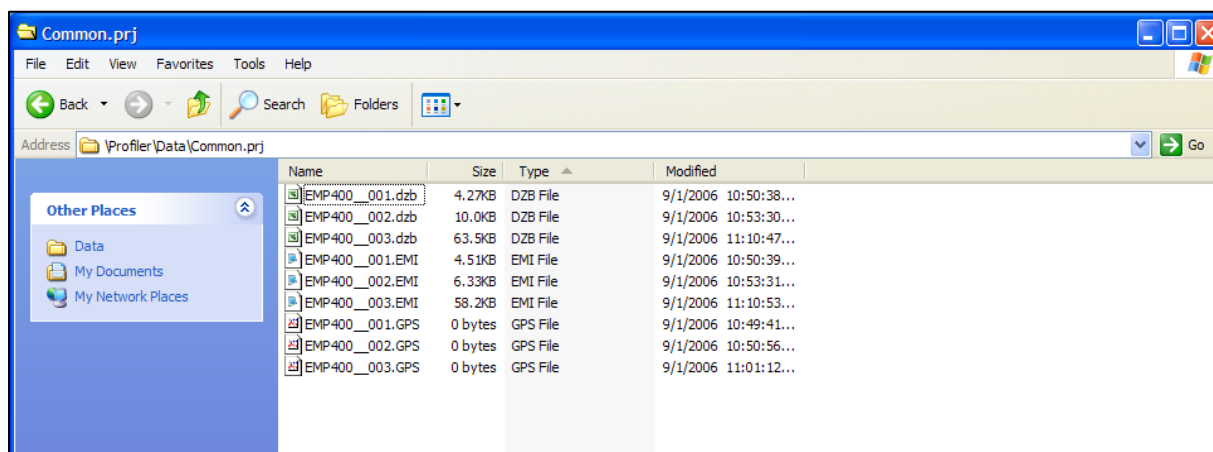 Common.prj
File Edit View Favorites Tools Help
Back Search Folders
Address \Profiler\Data\Common.prj Go
Name Size Type Modified
Other Places
Data
My Documents
My Network Places
EMP400__001.dzb 4.27KB DZB File 9/1/2006 10:50:38...
EMP400__002.dzb 10.0KB DZB File 9/1/2006 10:53:30...
EMP400__003.dzb 63.5KB DZB File 9/1/2006 11:10:47...
EMP400__001.EMI 4.51KB EMI File 9/1/2006 10:50:39...
EMP400__002.EMI 6.33KB EMI File 9/1/2006 10:53:31...
EMP400__003.EMI 58.2KB EMI File 9/1/2006 11:10:53...
EMP400__001.GPS 0 bytes GPS File 9/1/2006 10:49:41...
EMP400__002.GPS 0 bytes GPS File 9/1/2006 10:50:56...
EMP400__003.GPS 0 bytes GPS File 9/1/2006 11:01:12...